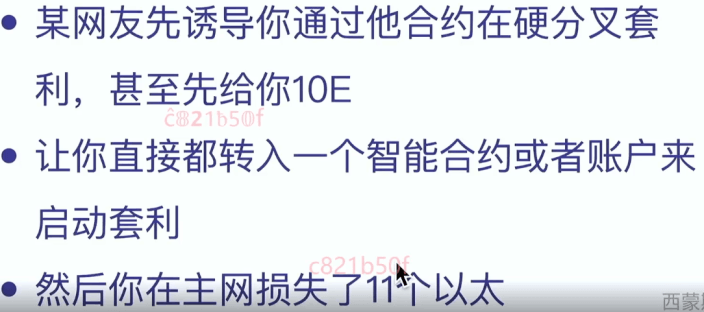 • 某网友先诱导你通过他合约在硬分叉套
利，甚至先给你10E
c821b50f
• 让你直接都转入一个智能合约或者账户来
启动套利
c821b50f
• 然后你在主网损失了11个以太
西蒙